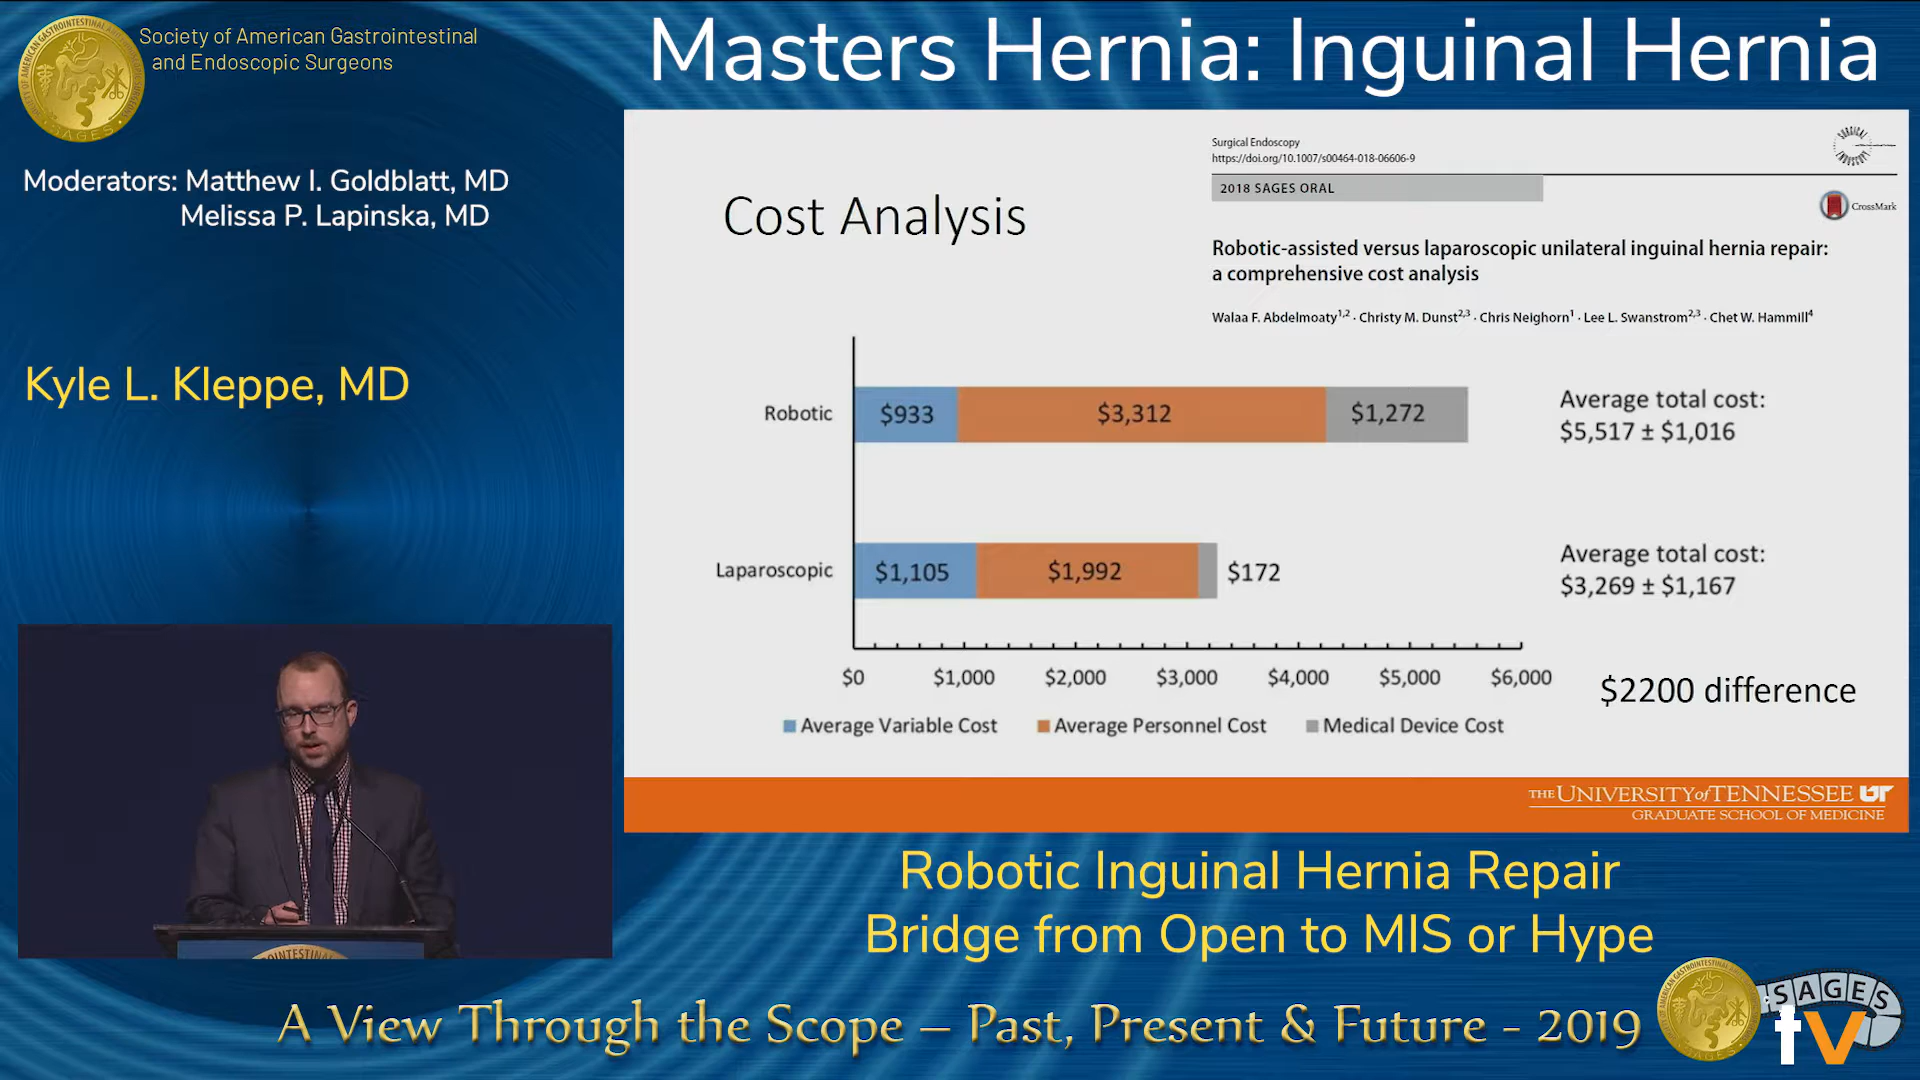 Society of American Gastrointestinal
and Endoscopic Surgeons
Masters Hernia: Inguinal Hernia
Moderators: Matthew I. Goldblatt, MD
Melissa P. Lapinska, MD
Kyle L. Kleppe, MD
Surgical Endoscopy
https://doi.org/10.1007/s00464-018-06606-9
SURGICAL
ENDOSCOPY
2018 SAGES ORAL
CrossMark
Cost Analysis
Robotic-assisted versus laparoscopic unilateral inguinal hernia repair:
a comprehensive cost analysis
Walaa F. Abdelmoaty1,2 · Christy M. Dunst2,3 · Chris Neighorn1 · Lee L. Swanstrom2,3 · Chet W. Hammill4
Robotic $933 $3,312 $1,272
Average total cost:
$5,517 ± $1,016
Laparoscopic $1,105 $1,992 $172
Average total cost:
$3,269 ± $1,167
$0 $1,000 $2,000 $3,000 $4,000 $5,000 $6,000
$2200 difference
Average Variable Cost Average Personnel Cost Medical Device Cost
THE UNIVERSITY of TENNESSEE UT
GRADUATE SCHOOL OF MEDICINE
Robotic Inguinal Hernia Repair
Bridge from Open to MIS or Hype
A View Through the Scope – Past, Present & Future - 2019
SAGES
tv